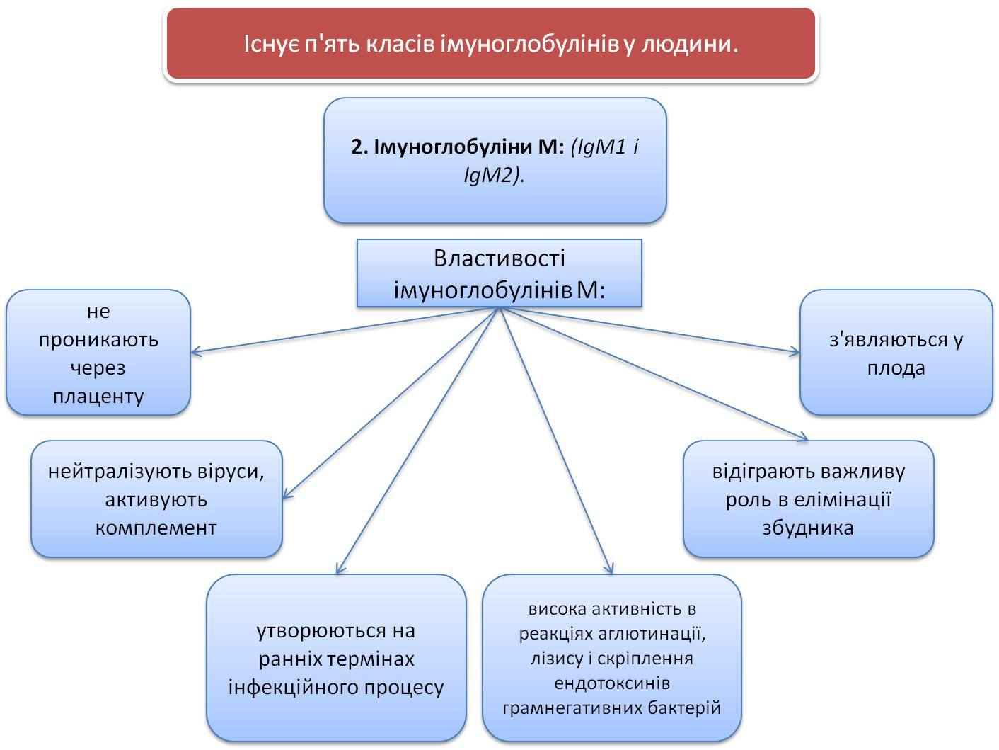 Існує п'ять класів імуноглобулінів у людини.
2. Імуноглобуліни М: (IgM1 і
IgM2).
Властивості
імуноглобулінів М:
не
проникають
через
плаценту
з'являються у
плода
нейтралізують віруси,
активують
комплемент
відіграють важливу
роль в елімінації
збудника
утворюються на
ранніх термінах
інфекційного процесу
висока активність в
реакціях аглютинації,
лізису і скріплення
ендотоксинів
грамнегативних бактерій